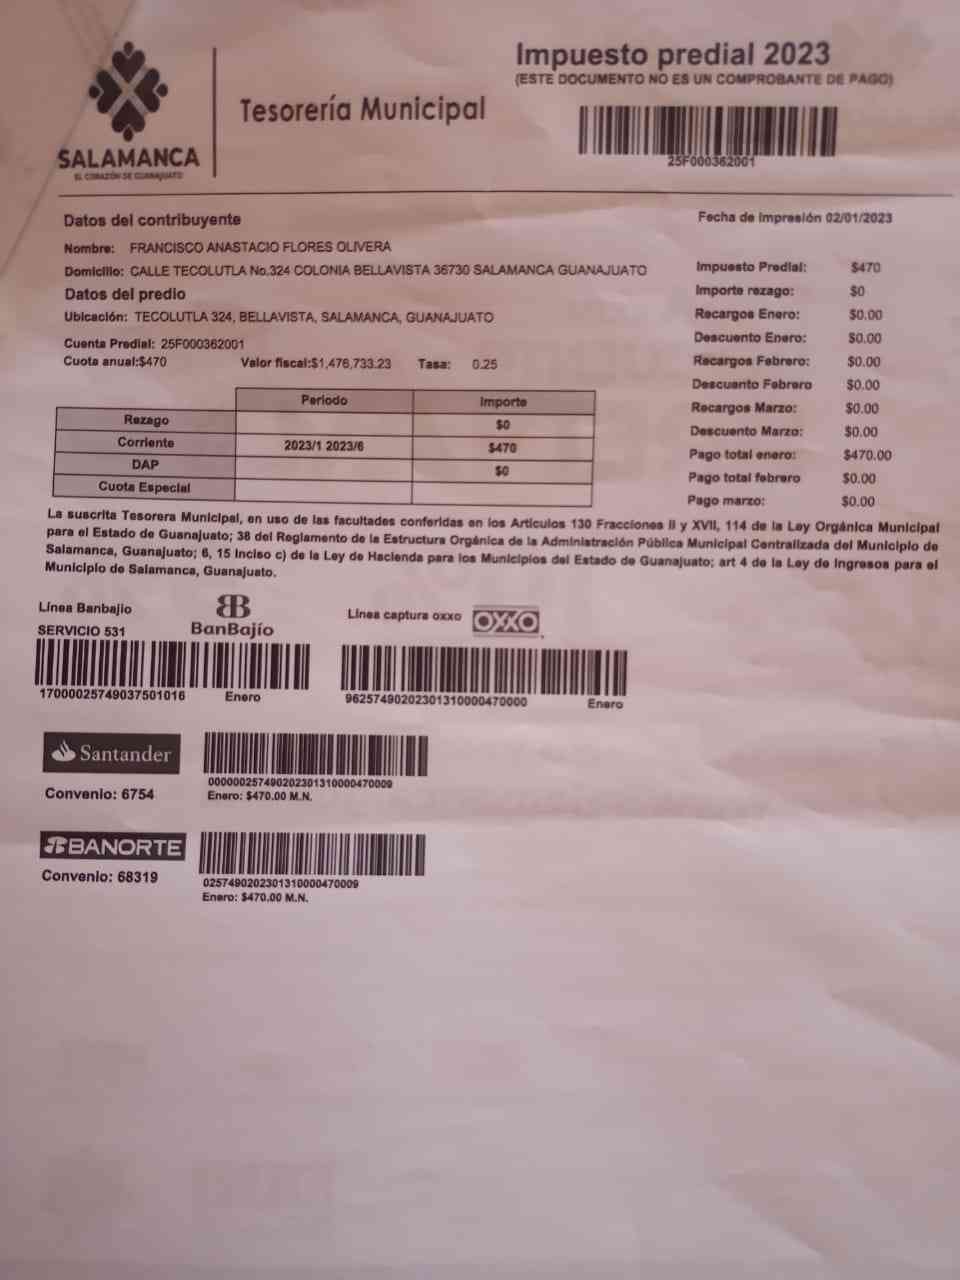 SALAMANCA
EL CORAZÓN DE GUANAJUATO
Tesorería Municipal
Impuesto predial 2023
(ESTE DOCUMENTO NO ES UN COMPROBANTE DE PAGO)
25F000362001
Datos del contribuyente
Fecha de impresión 02/01/2023
Nombre: FRANCISCO ANASTACIO FLORES OLIVERA
Domicilio: CALLE TECOLUTLA No.324 COLONIA BELLAVISTA 36730 SALAMANCA GUANAJUATO
Datos del predio
Ubicación: TECOLUTLA 324, BELLAVISTA, SALAMANCA, GUANAJUATO
Cuenta Predial: 25F000362001
Cuota anual:$470 Valor fiscal:$1,476,733.23 Tasa: 0.25
Impuesto Predial: $470
Importe rezago: $0
Recargos Enero: $0.00
Descuento Enero: $0.00
Recargos Febrero: $0.00
Descuento Febrero $0.00
Recargos Marzo: $0.00
Descuento Marzo: $0.00
Pago total enero: $470.00
Pago total febrero $0.00
Pago marzo: $0.00
Periodo Importe
Rezago $0
Corriente 2023/1 2023/6 $470
DAP $0
Cuota Especial
La suscrita Tesorera Municipal, en uso de las facultades conferidas en los Artículos 130 Fracciones II y XVII, 114 de la Ley Orgánica Municipal
para el Estado de Guanajuato; 38 del Reglamento de la Estructura Orgánica de la Administración Pública Municipal Centralizada del Municipio de
Salamanca, Guanajuato; 6, 15 inciso c) de la Ley de Hacienda para los Municipios del Estado de Guanajuato; art 4 de la Ley de Ingresos para el
Municipio de Salamanca, Guanajuato.
Línea Banbajio
SERVICIO 531
BanBajío
Línea captura oxxo OXXO
17000025749037501016 Enero
96257490202301310000470000 Enero
Santander
Convenio: 6754
0000002574902023013100004700​09
Enero: $470.00 M.N.
BANORTE
Convenio: 68319
0257490202301310000470009
Enero: $470.00 M.N.